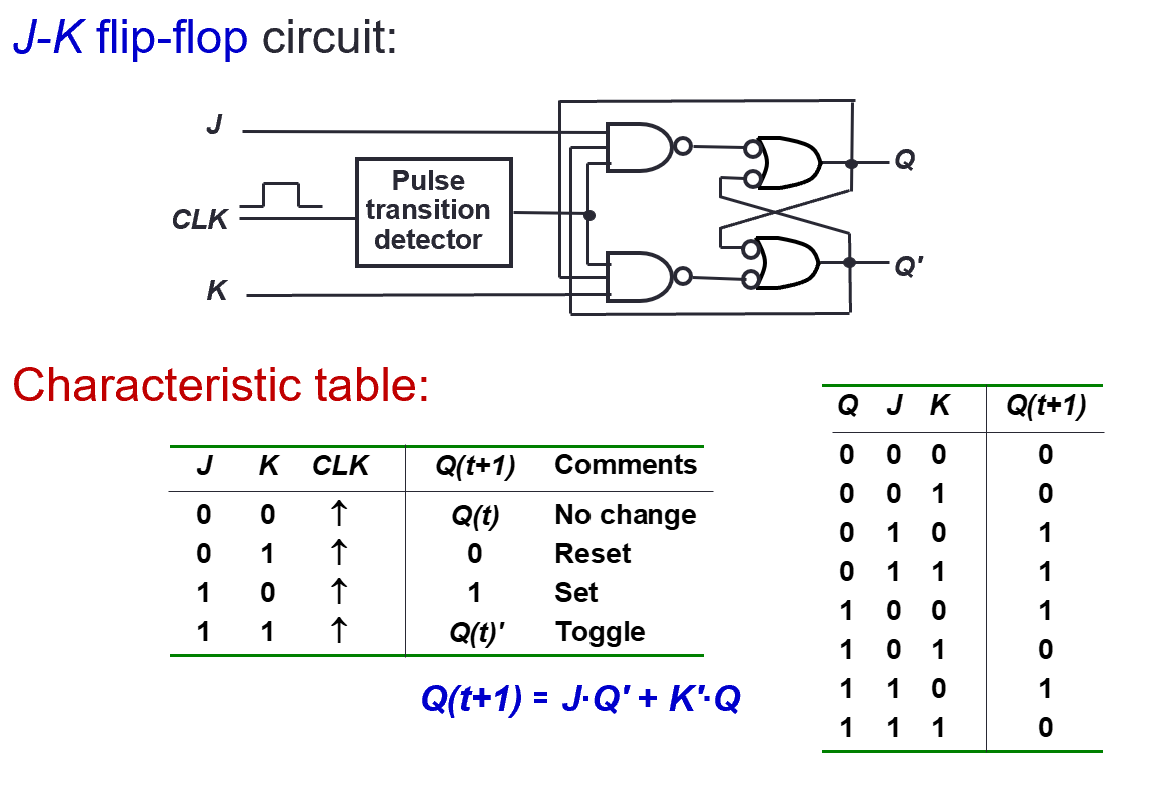 J-K flip-flop circuit:
J
Q
Pulse
transition
detector
CLK
Q'
K
Characteristic table:
J K CLK Q(t+1) Comments
0 0 ↑ Q(t) No change
0 1 ↑ 0 Reset
1 0 ↑ 1 Set
1 1 ↑ Q(t)' Toggle
Q(t+1) = J·Q' + K'·Q
Q J K Q(t+1)
0 0 0 0
0 0 1 0
0 1 0 1
0 1 1 1
1 0 0 1
1 0 1 0
1 1 0 1
1 1 1 0